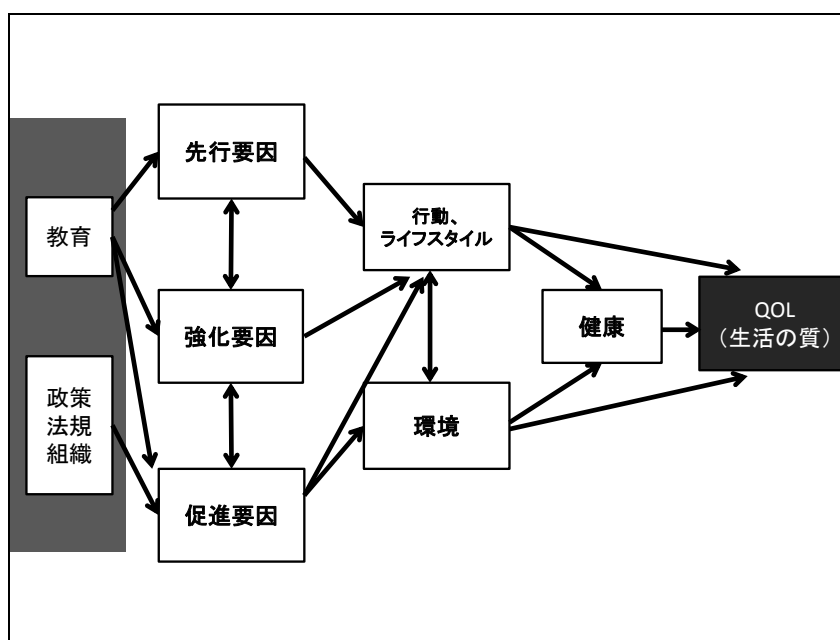 先行要因
教育
行動、
ライフスタイル
強化要因
健康
QOL
（生活の質）
政策
法規
組織
環境
促進要因